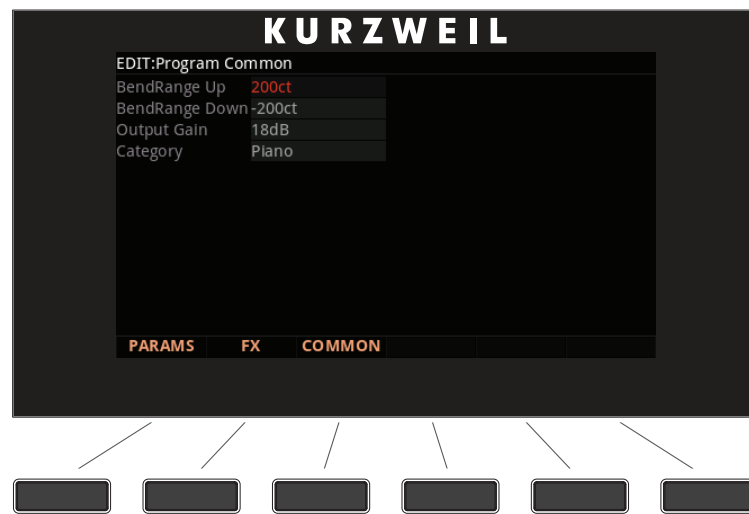 KURZWEIL
EDIT:Program Common
BendRange Up 200ct
BendRange Down -200ct
Output Gain 18dB
Category Piano
PARAMS FX COMMON